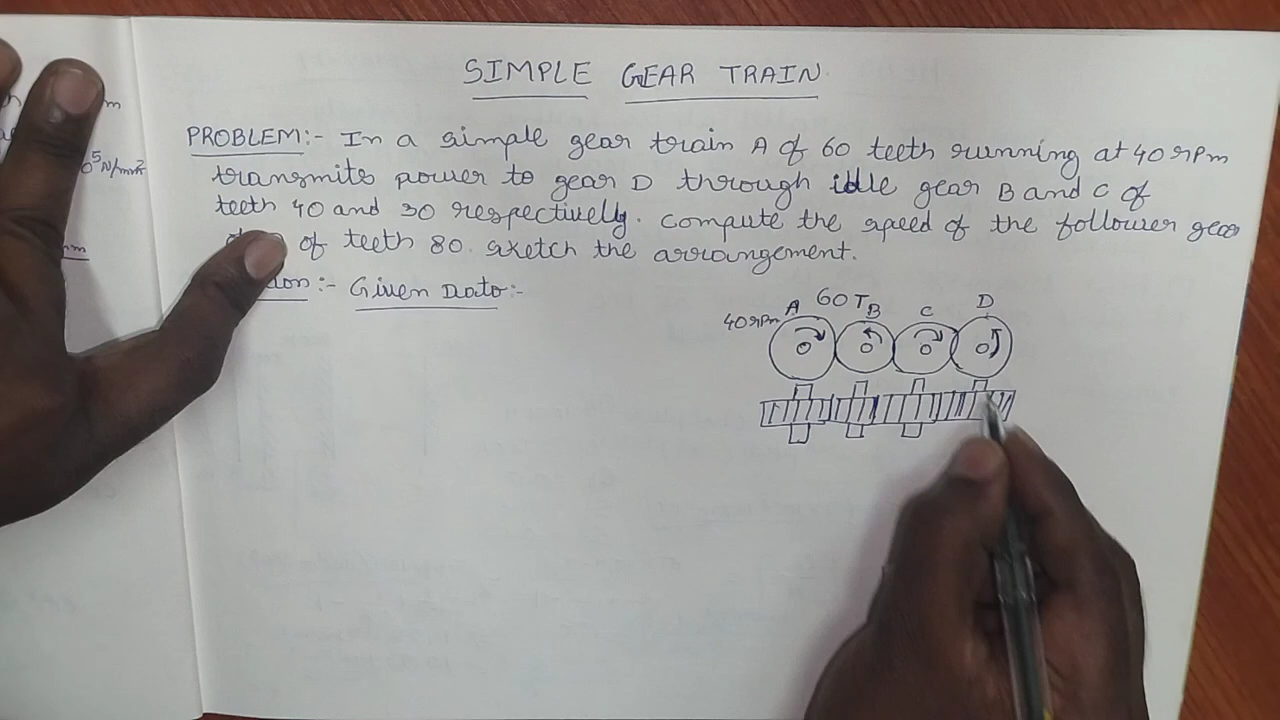 SIMPLE GEAR TRAIN
PROBLEM:- In a simple gear train A of 60 teeth running at 40 rpm
transmits power to gear D through idle gear B and C of
teeth 40 and 30 respectively. Compute the speed of the follower gear
of teeth 80. sketch the arrangement.
:- Given Data:-
A 60T B C D
40rpm
m
5 N/mm2